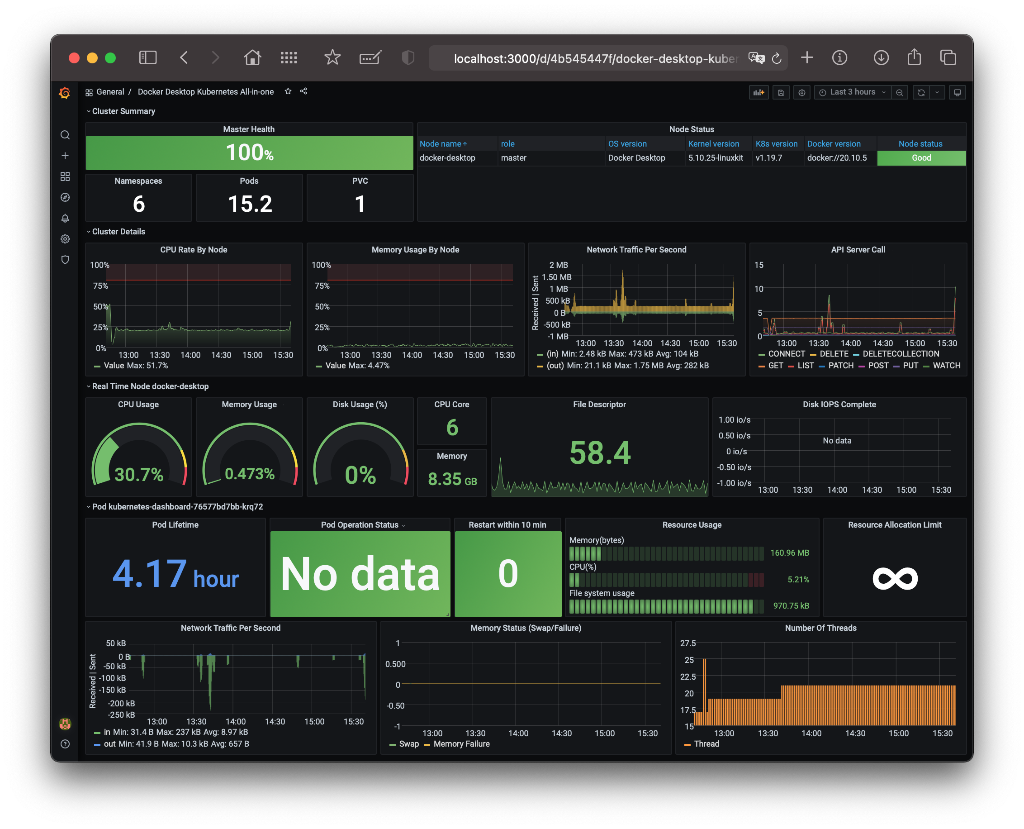 localhost:3000/d/4b545447f/docker-desktop-kuber
General / Docker Desktop Kubernetes All-in-one
Last 3 hours
Cluster Summary
Master Health
100%
Namespaces
6
Pods
15.2
PVC
1
Node Status
Node name role OS version Kernel version K8s version Docker version Node status
docker-desktop master Docker Desktop 5.10.25-linuxkit v1.19.7 docker://20.10.5 Good
Cluster Details
CPU Rate By Node
100%
75%
50%
25%
0%
13:00 13:30 14:00 14:30 15:00 15:30
Value Max: 51.7%
Memory Usage By Node
100%
75%
50%
25%
0%
13:00 13:30 14:00 14:30 15:00 15:30
Value Max: 4.47%
Network Traffic Per Second
Received | Sent
2 MB
1.50 MB
1 MB
500 kB
0 B
-500 kB
-1 MB
13:00 13:30 14:00 14:30 15:00 15:30
(in) Min: 2.48 kB Max: 473 kB Avg: 104 kB
(out) Min: 21.1 kB Max: 1.75 MB Avg: 282 kB
API Server Call
15
10
5
0
13:00 13:30 14:00 14:30 15:00 15:30
CONNECT DELETE DELETECOLLECTION
GET LIST PATCH POST PUT WATCH
Real Time Node docker-desktop
CPU Usage
30.7%
Memory Usage
0.473%
Disk Usage (%)
0%
CPU Core
6
Memory
8.35 GB
File Descriptor
58.4
Disk IOPS Complete
1.00 io/s
0.50 io/s
0 io/s
-0.50 io/s
-1.00 io/s
No data
13:00 13:30 14:00 14:30 15:00 15:30
Pod kubernetes-dashboard-76577bd7bb-krq72
Pod Lifetime
4.17 hour
Pod Operation Status
No data
Restart within 10 min
0
Resource Usage
Memory(bytes)
160.96 MB
CPU(%)
5.21%
File system usage
970.75 kB
Resource Allocation Limit
∞
Network Traffic Per Second
Received | Sent
50 kB
0 B
-50 kB
-100 kB
-150 kB
-200 kB
-250 kB
13:00 13:30 14:00 14:30 15:00 15:30
in Min: 31.4 B Max: 237 kB Avg: 8.97 kB
out Min: 41.9 B Max: 10.3 kB Avg: 657 B
Memory Status (Swap/Failure)
1
0.500
0
-0.50
-1
13:00 13:30 14:00 14:30 15:00 15:30
Swap Memory Failure
Number Of Threads
27.5
25
22.5
20
17.5
15
13:00 13:30 14:00 14:30 15:00 15:30
Thread